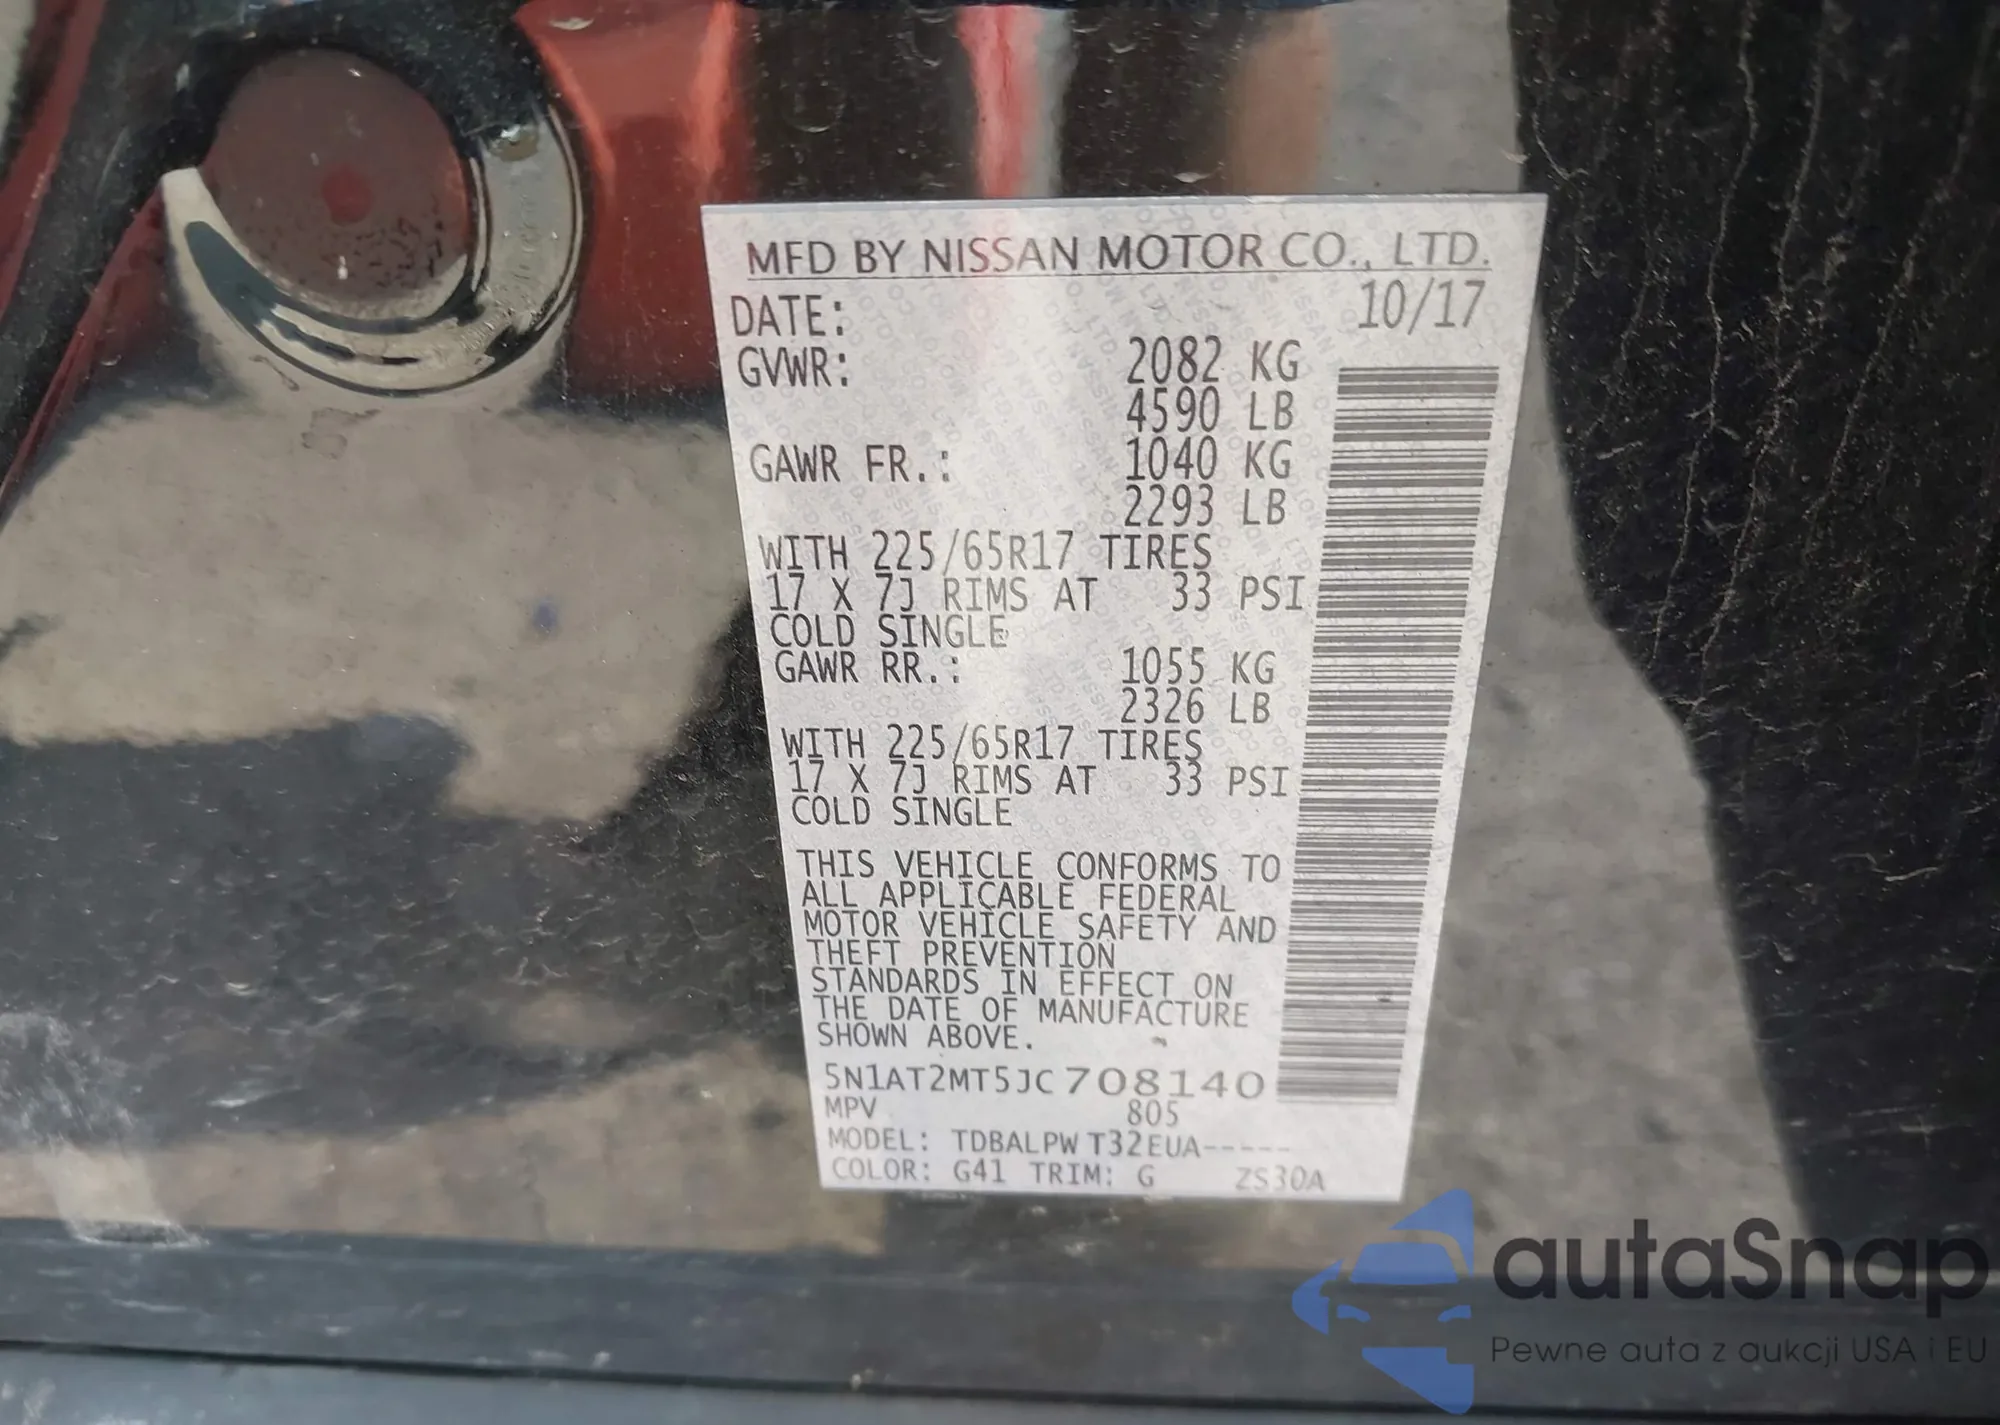 MFD BY NISSAN MOTOR CO., LTD.
DATE: 10/17
GVWR: 2082 KG
4590 LB
GAWR FR.: 1040 KG
2293 LB
WITH 225/65R17 TIRES
17 X 7J RIMS AT 33 PSI
COLD SINGLE
GAWR RR.: 1055 KG
2326 LB
WITH 225/65R17 TIRES
17 X 7J RIMS AT 33 PSI
COLD SINGLE
THIS VEHICLE CONFORMS TO
ALL APPLICABLE FEDERAL
MOTOR VEHICLE SAFETY AND
THEFT PREVENTION
STANDARDS IN EFFECT ON
THE DATE OF MANUFACTURE
SHOWN ABOVE.
5N1AT2MT5JC708140
MPV 805
MODEL: TDBALPW T32EUA-----
COLOR: G41 TRIM: G ZS30A
autaSnap
Pewne auta z aukcji USA i EU